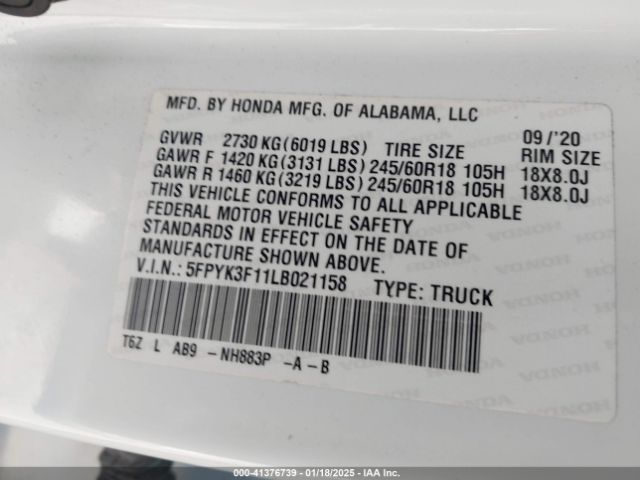 MFD. BY HONDA MFG. OF ALABAMA, LLC
09/'20
GVWR 2730 KG (6019 LBS) TIRE SIZE RIM SIZE
GAWR F 1420 KG (3131 LBS) 245/60R18 105H 18X8.0J
GAWR R 1460 KG (3219 LBS) 245/60R18 105H 18X8.0J
THIS VEHICLE CONFORMS TO ALL APPLICABLE
FEDERAL MOTOR VEHICLE SAFETY
STANDARDS IN EFFECT ON THE DATE OF
MANUFACTURE SHOWN ABOVE.
V.I.N.: 5FPYK3F11LB021158 TYPE: TRUCK
T6Z L AB9 - NH883P - A - B
HONDA HONDA HONDA
000-41376739 - 01/18/2025 - IAA, Inc.